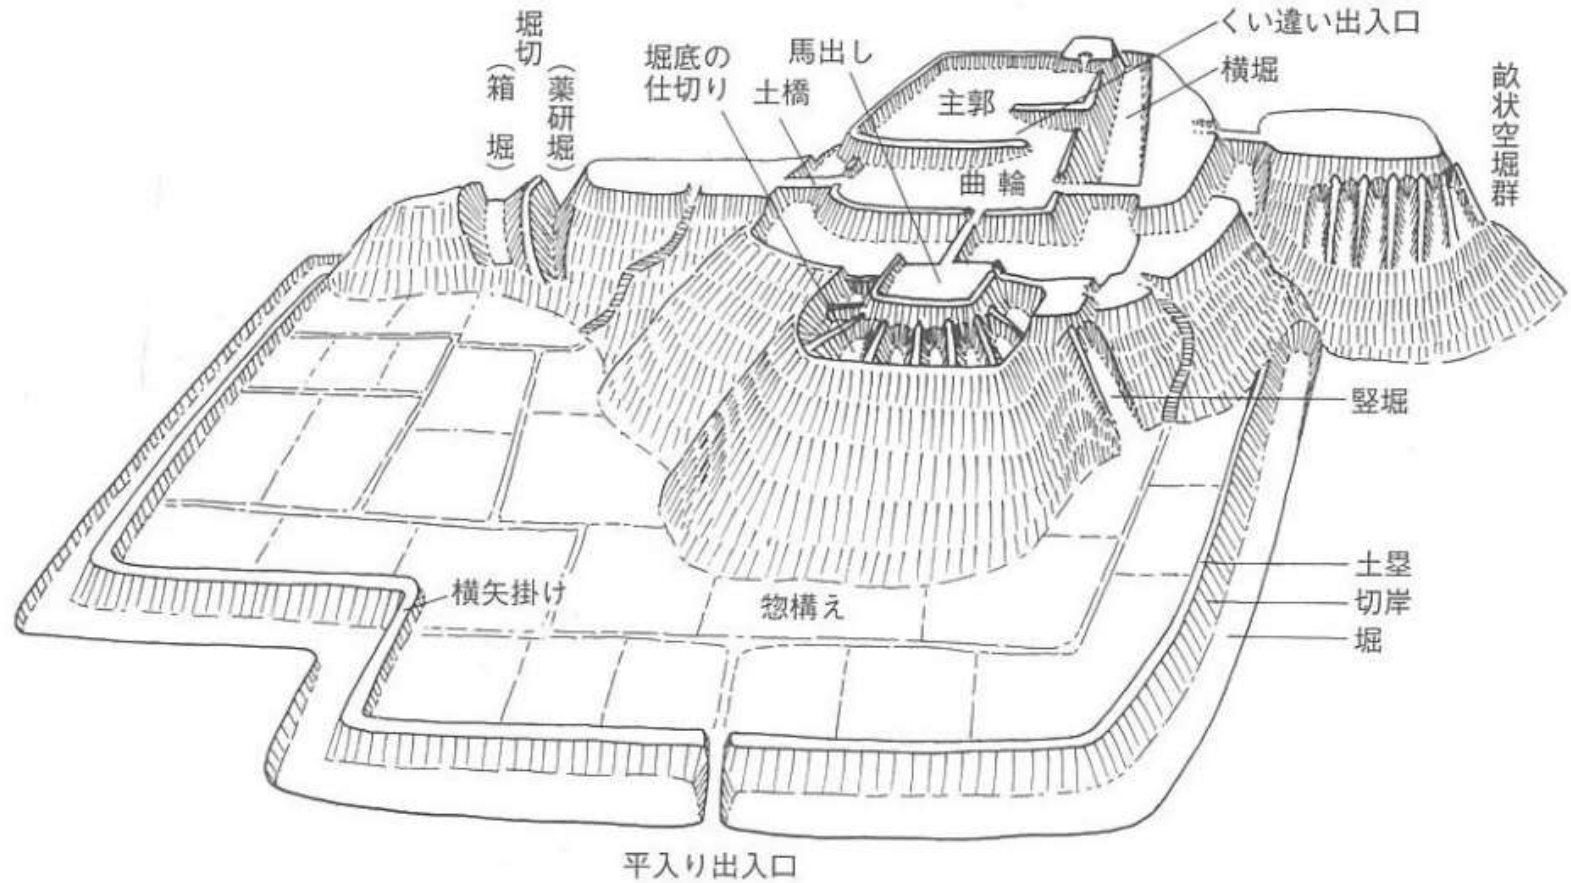 くい違い出入口
堀切
（箱堀）
（薬研堀）
堀底の
仕切り
土橋
馬出し
主郭
横堀
畝状空堀群
曲輪
竪堀
土塁
切岸
堀
横矢掛け
惣構え
平入り出入口